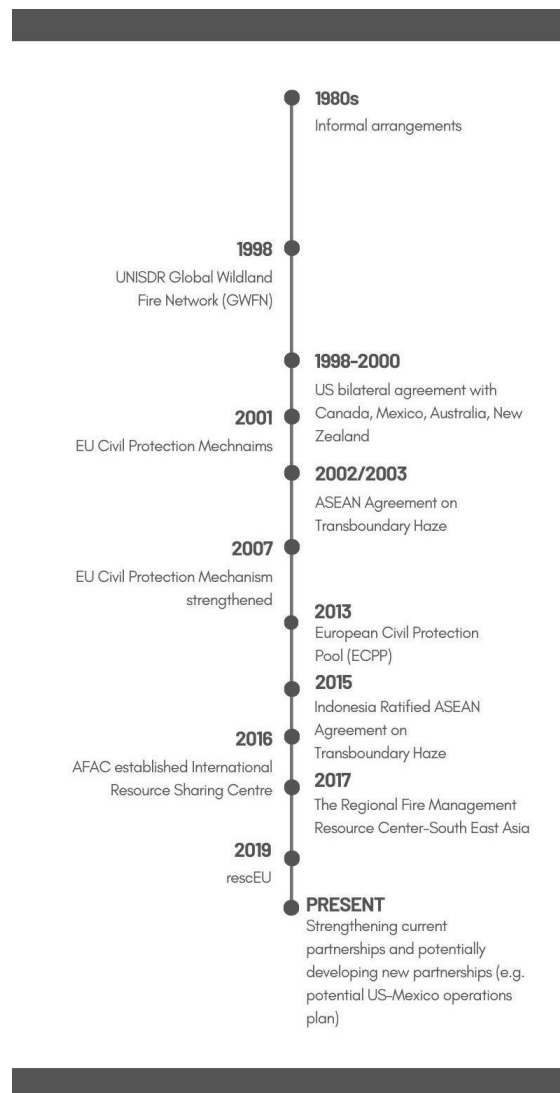 1980s
Informal arrangements
1998
UNISDR Global Wildland
Fire Network (GWFN)
1998-2000
US bilateral agreement with
Canada, Mexico, Australia, New
Zealand
2001
EU Civil Protection Mechnaims
2002/2003
ASEAN Agreement on
Transboundary Haze
2007
EU Civil Protection Mechanism
strengthened
2013
European Civil Protection
Pool (ECPP)
2015
Indonesia Ratified ASEAN
Agreement on
Transboundary Haze
2016
AFAC established International
Resource Sharing Centre
2017
The Regional Fire Management
Resource Center-South East Asia
2019
rescEU
PRESENT
Strengthening current
partnerships and potentially
developing new partnerships (e.g.
potential US-Mexico operations
plan)